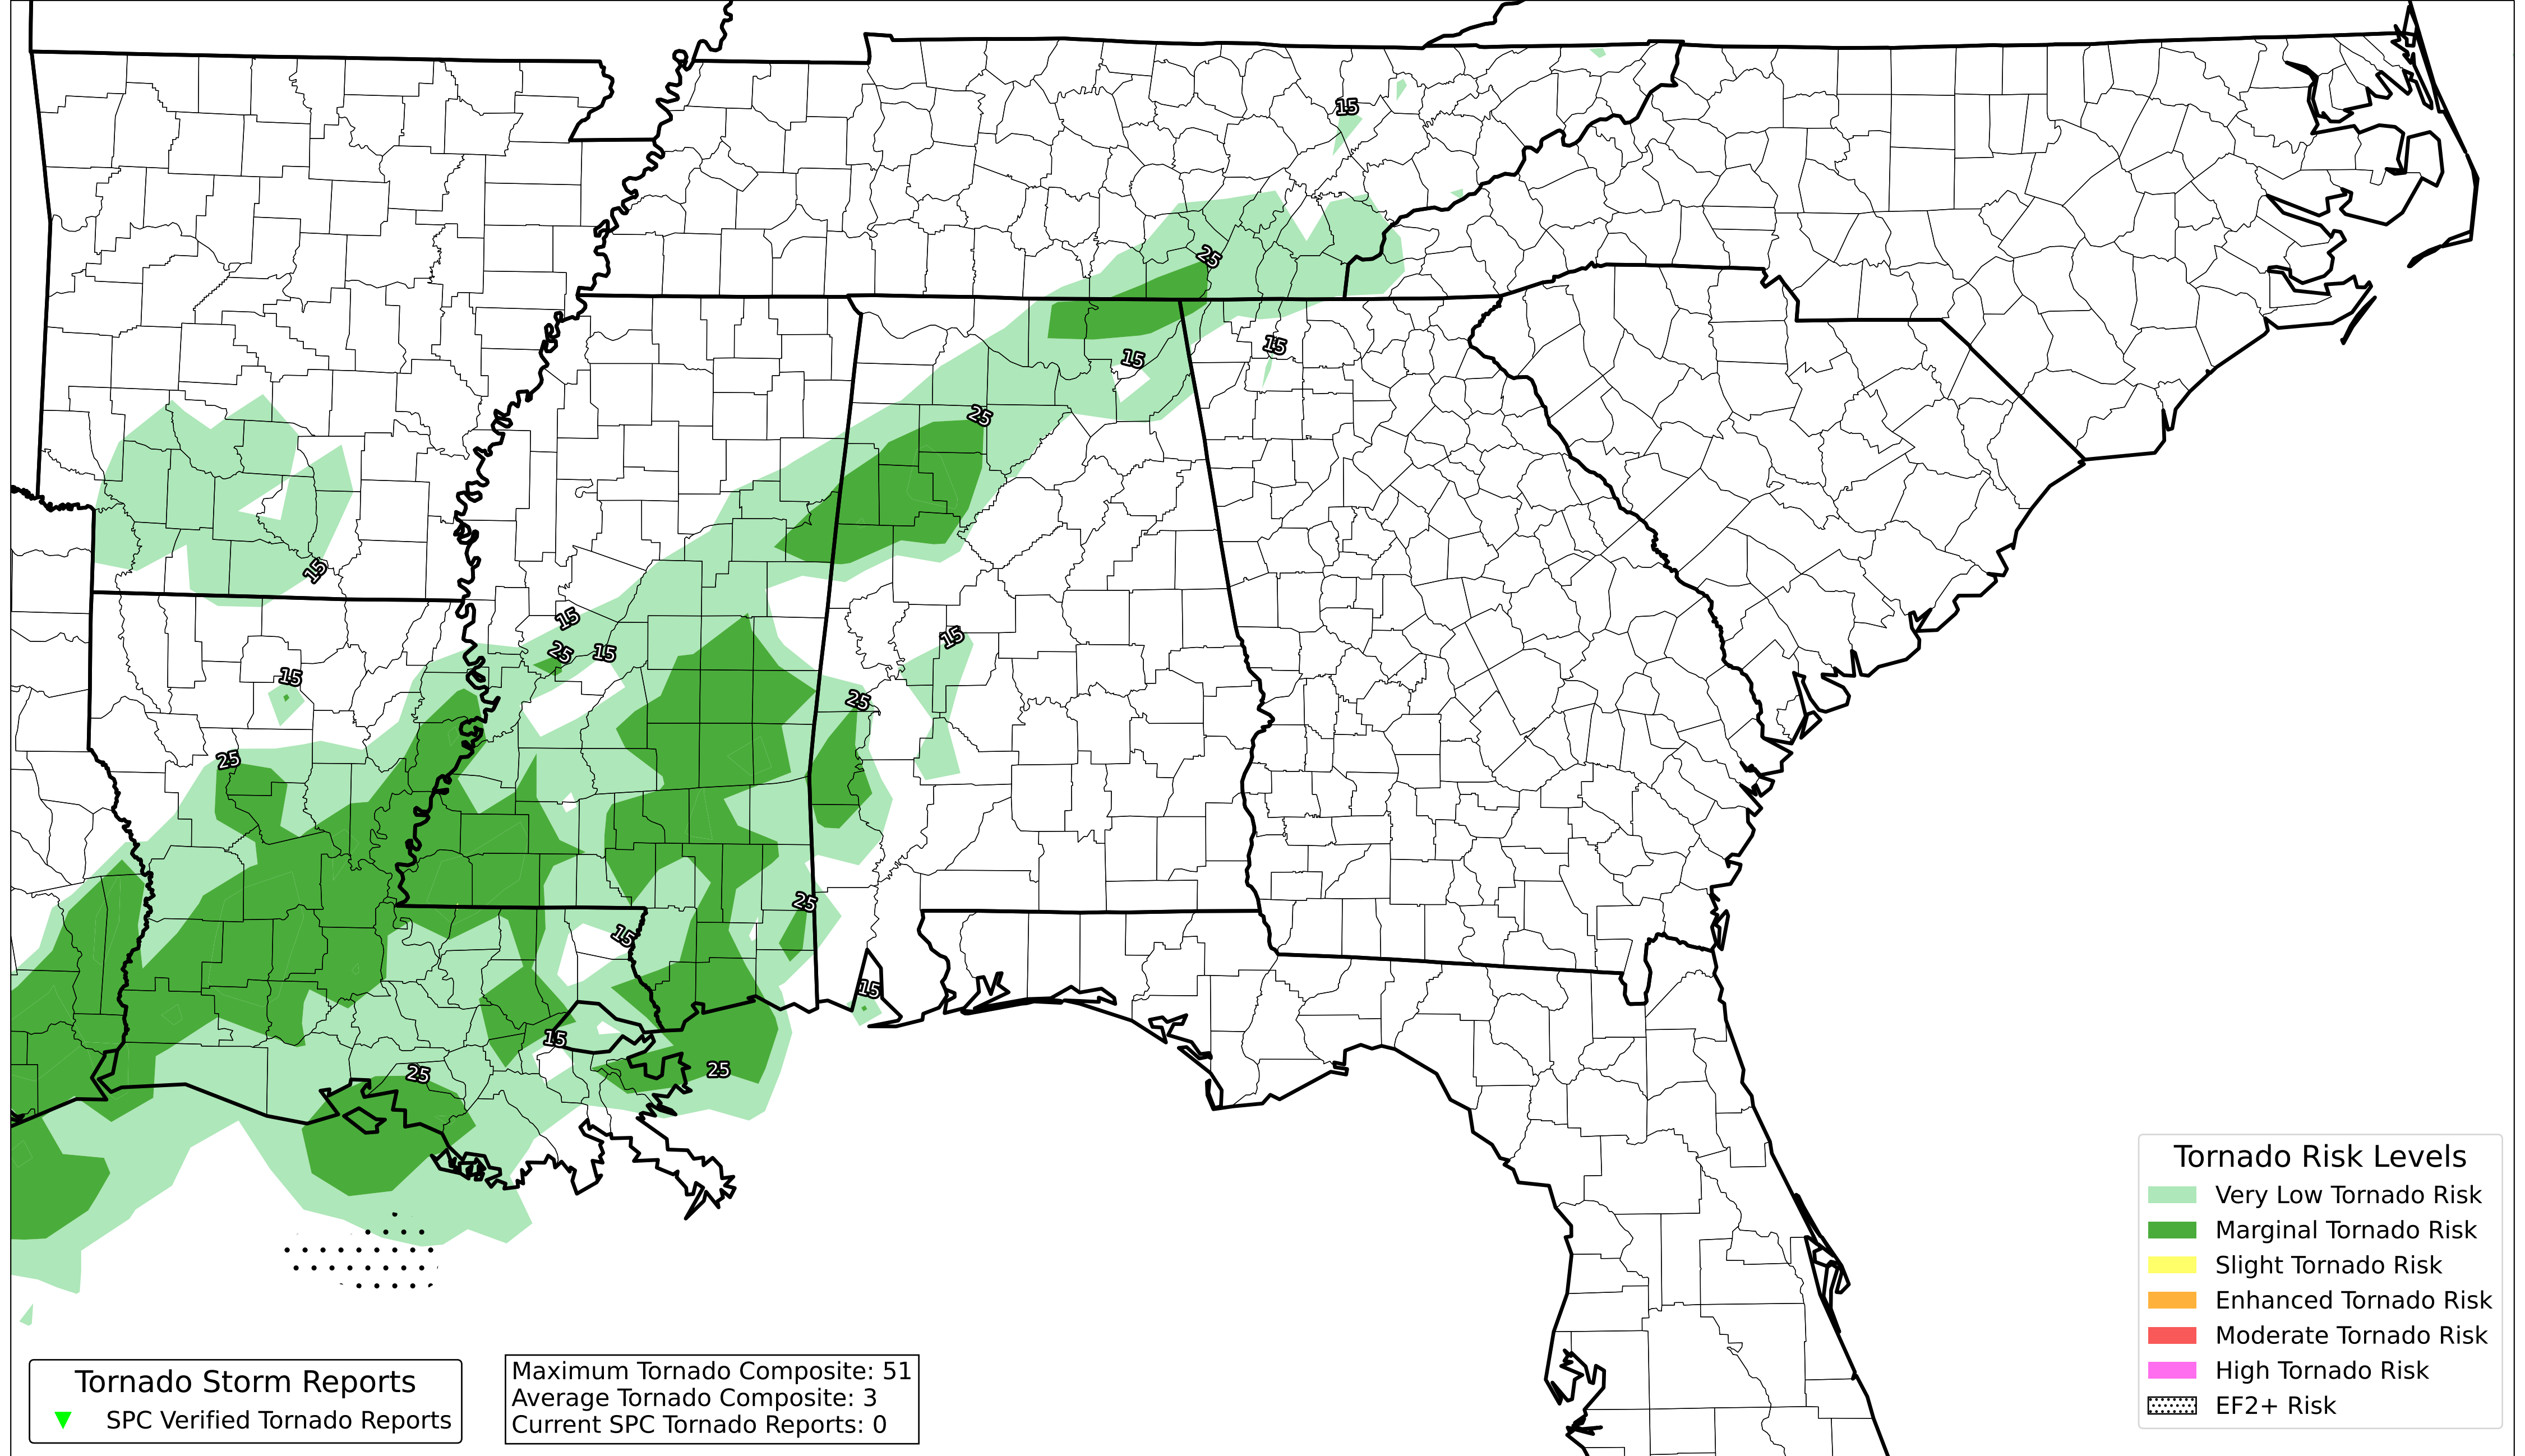 15
25
15
15
25
15
15
25
15
15
15
25
25
25
15
15
15
25
25
Tornado Risk Levels
Very Low Tornado Risk
Marginal Tornado Risk
Slight Tornado Risk
Enhanced Tornado Risk
Moderate Tornado Risk
High Tornado Risk
EF2+ Risk
Tornado Storm Reports
SPC Verified Tornado Reports
Maximum Tornado Composite: 51
Average Tornado Composite: 3
Current SPC Tornado Reports: 0